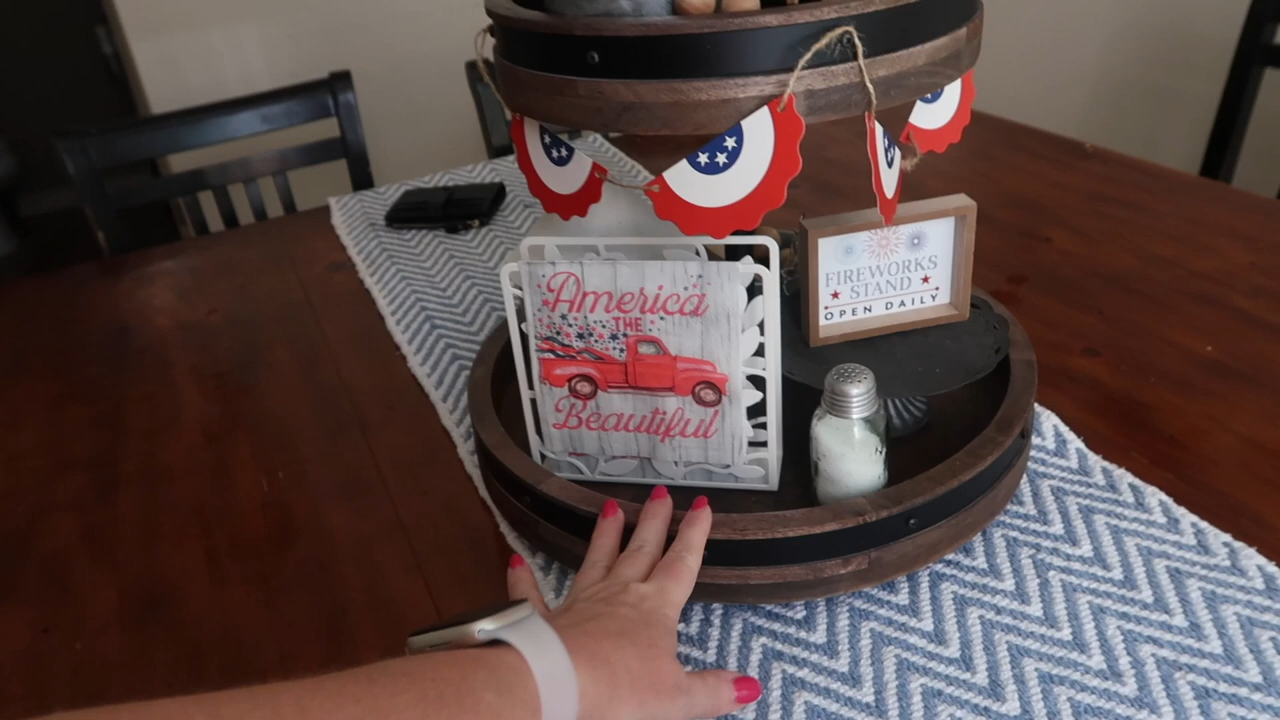 America
THE
Beautiful
FIREWORKS
STAND
OPEN DAILY